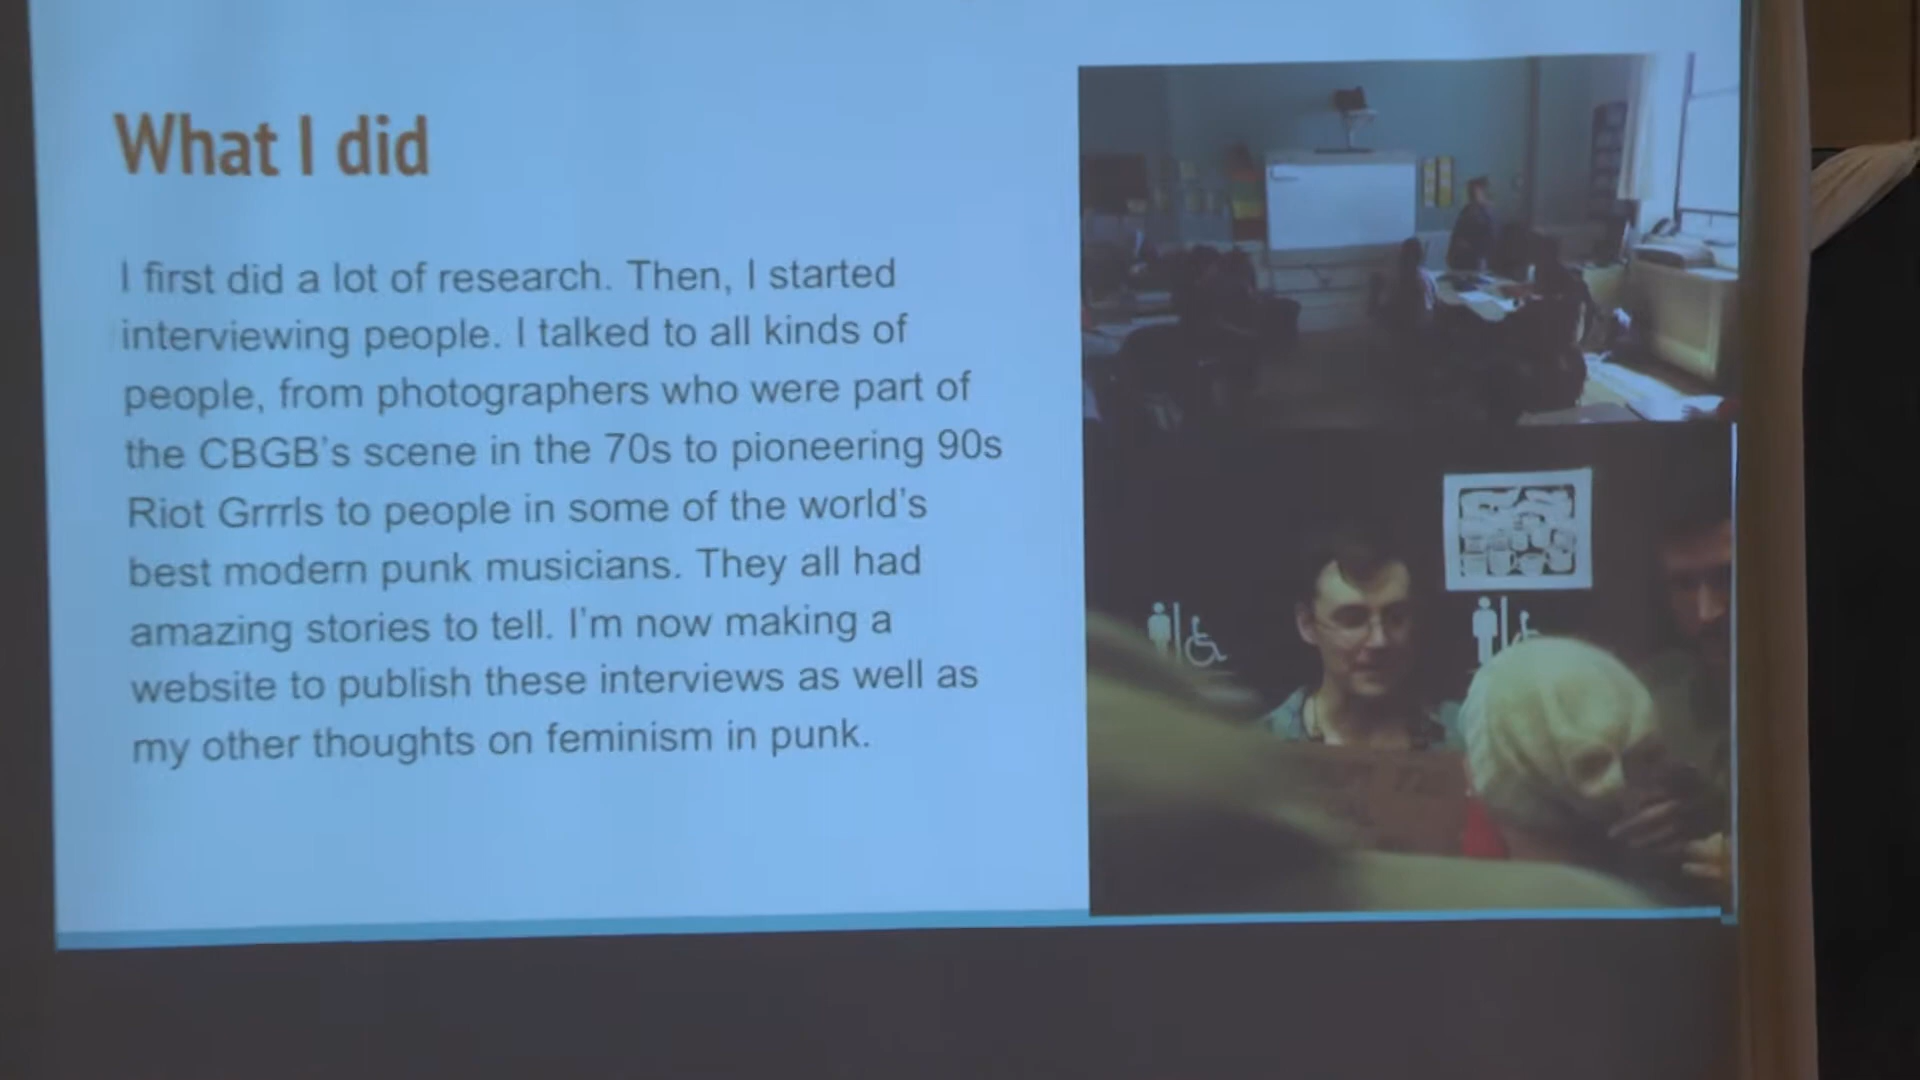 What I did
I first did a lot of research. Then, I started
interviewing people. I talked to all kinds of
people, from photographers who were part of
the CBGB's scene in the 70s to pioneering 90s
Riot Grrrls to people in some of the world's
best modern punk musicians. They all had
amazing stories to tell. I'm now making a
website to publish these interviews as well as
my other thoughts on feminism in punk.